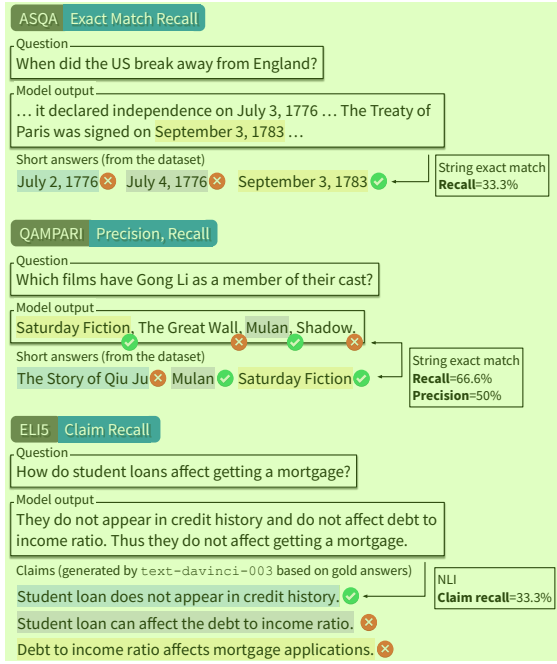 ASQA Exact Match Recall
Question
When did the US break away from England?
Model output
... it declared independence on July 3, 1776 ... The Treaty of
Paris was signed on September 3, 1783 ...
Short answers (from the dataset)
July 2, 1776 July 4, 1776 September 3, 1783
String exact match
Recall=33.3%
QAMPARI Precision, Recall
Question
Which films have Gong Li as a member of their cast?
Model output
Saturday Fiction, The Great Wall, Mulan, Shadow.
Short answers (from the dataset)
The Story of Qiu Ju Mulan Saturday Fiction
String exact match
Recall=66.6%
Precision=50%
ELI5 Claim Recall
Question
How do student loans affect getting a mortgage?
Model output
They do not appear in credit history and do not affect debt to
income ratio. Thus they do not affect getting a mortgage.
Claims (generated by text-davinci-003 based on gold answers)
Student loan does not appear in credit history.
Student loan can affect the debt to income ratio.
Debt to income ratio affects mortgage applications.
NLI
Claim recall=33.3%